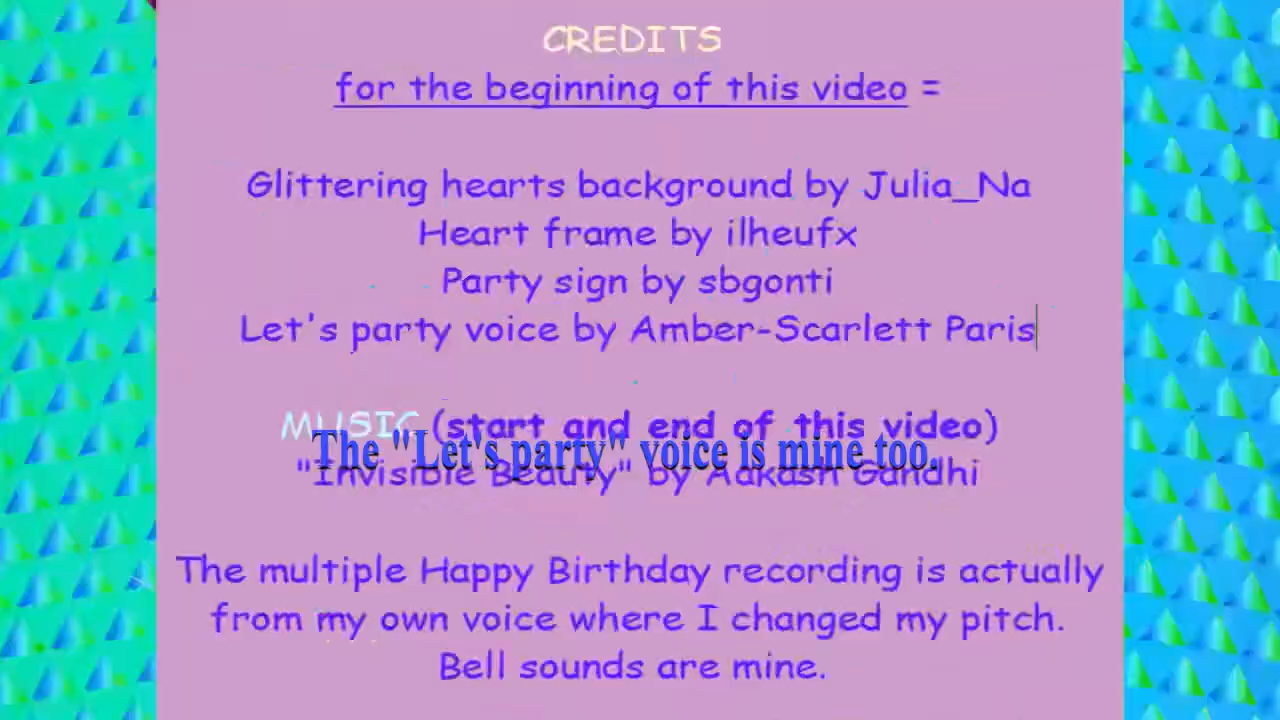 CREDITS
for the beginning of this video =
Glittering hearts background by Julia_Na
Heart frame by ilheufx
Party sign by sbgonti
Let's party voice by Amber-Scarlett Paris
MUSIC (start and end of this video)
The "Let's party" voice is mine too.
"Invisible Beauty" by Aakash Gandhi
The multiple Happy Birthday recording is actually
from my own voice where I changed my pitch.
Bell sounds are mine.